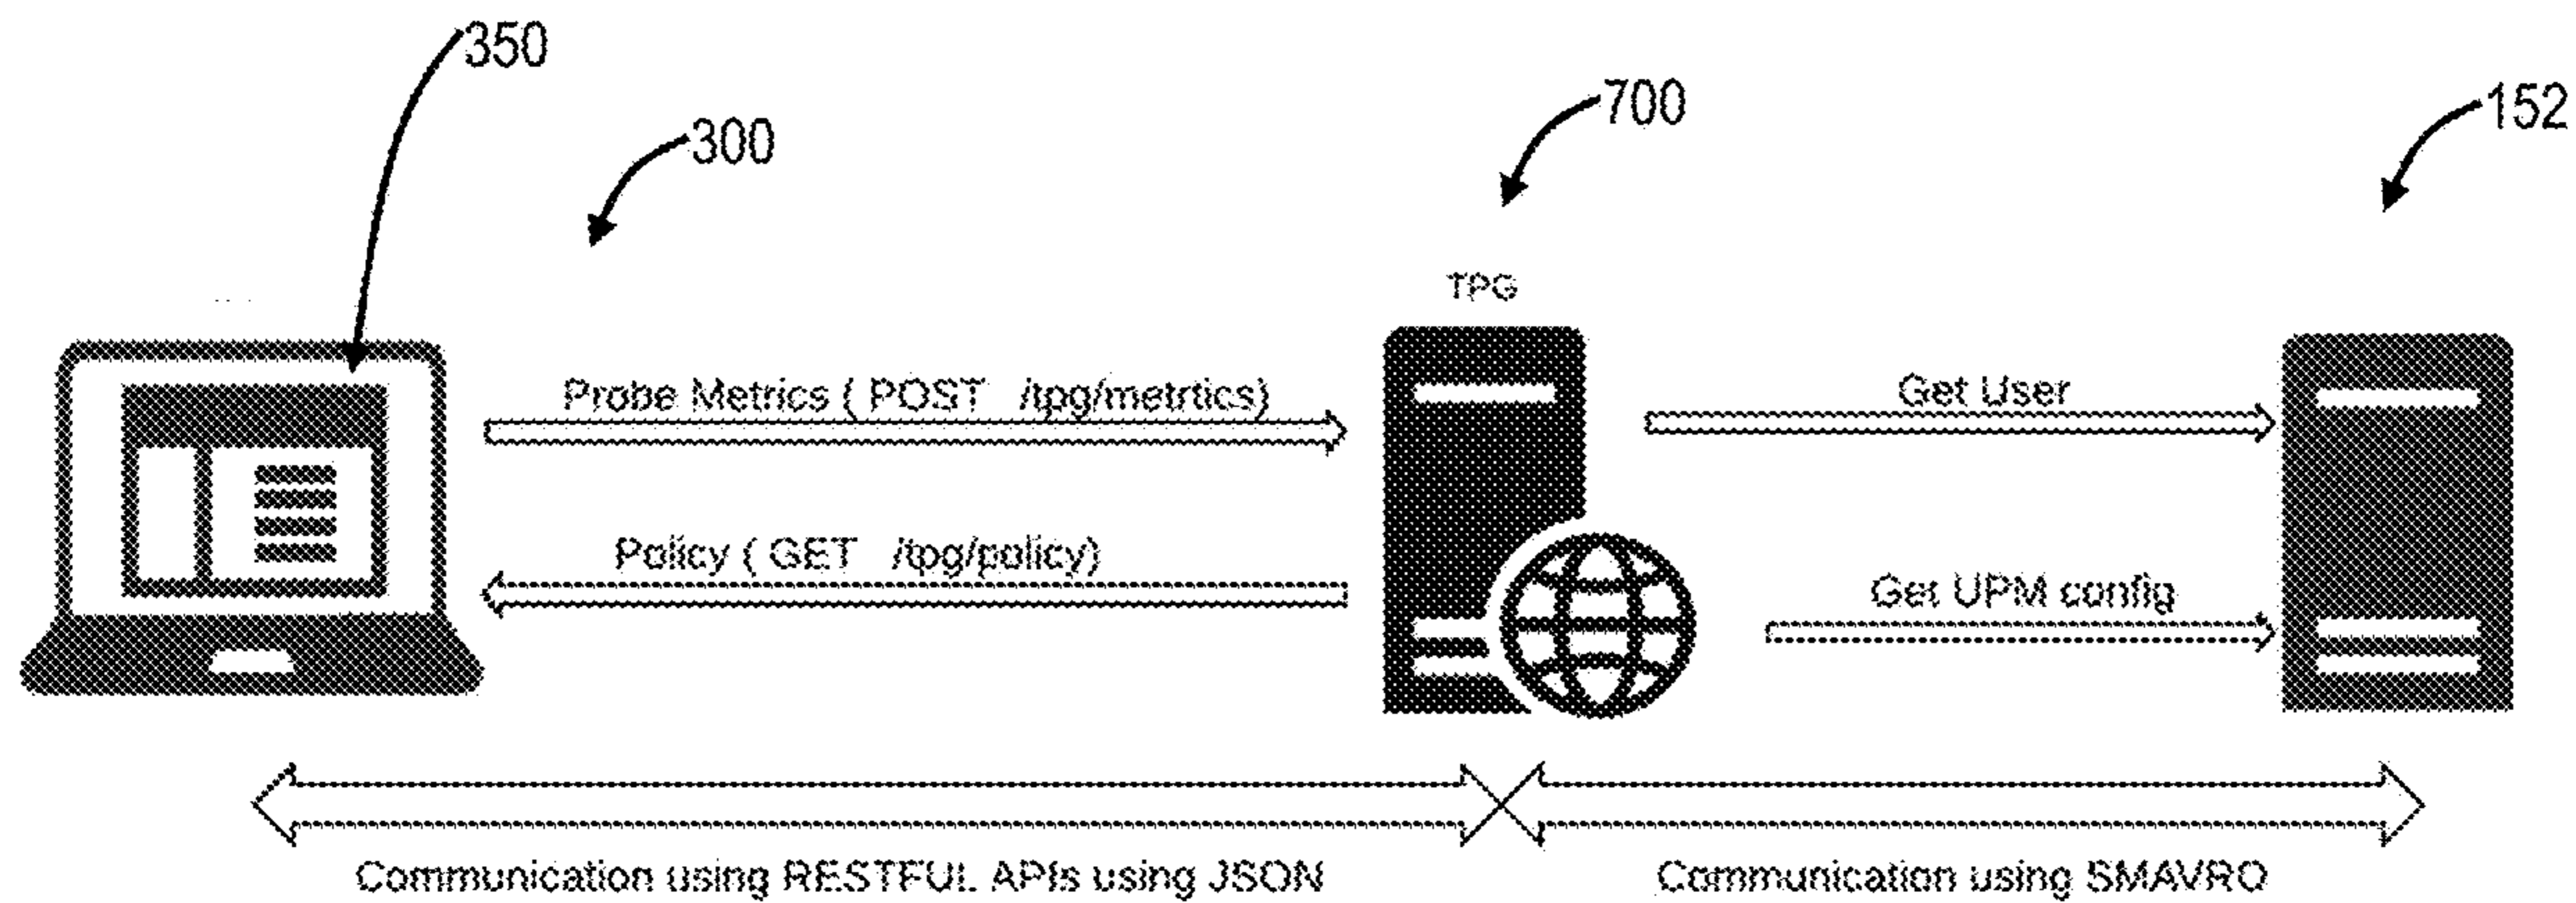 350
300
700
152
TPG
Probe Metrics ( POST /tpg/metrtics)
Get User
Policy ( GET /tpg/policy)
Get UPM config
Communication using RESTFUL APIs using JSON
Communication using SMAVRO